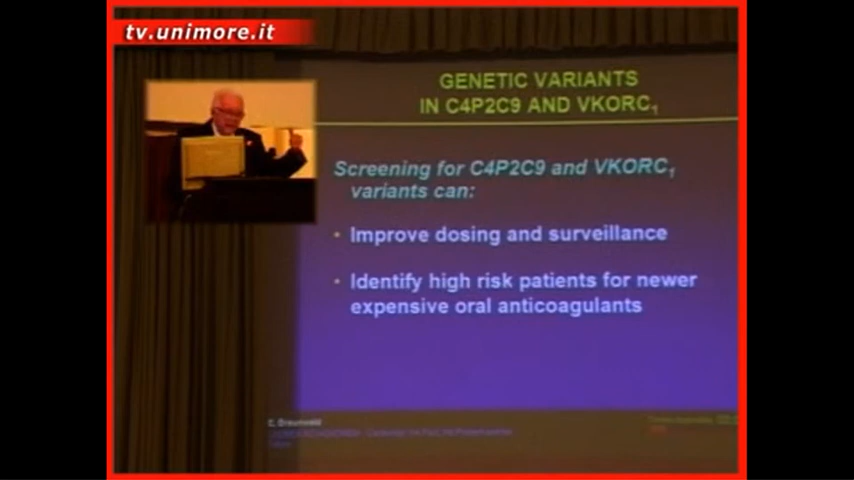 tv.unimore.it
GENETIC VARIANTS
IN C4P2C9 AND VKORC1
Screening for C4P2C9 and VKORC1
variants can:
• Improve dosing and surveillance
• Identify high risk patients for newer
expensive oral anticoagulants
E. Braunwald